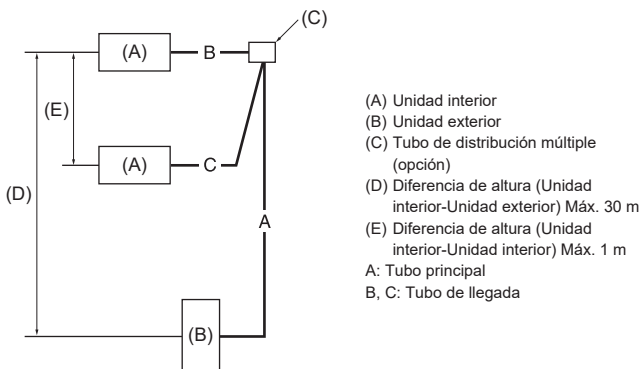 (C)
(A)
B
(E)
(A)
C
(D)
A
(B)
(A) Unidad interior
(B) Unidad exterior
(C) Tubo de distribución múltiple
(opción)
(D) Diferencia de altura (Unidad
interior-Unidad exterior) Máx. 30 m
(E) Diferencia de altura (Unidad
interior-Unidad interior) Máx. 1 m
A: Tubo principal
B, C: Tubo de llegada